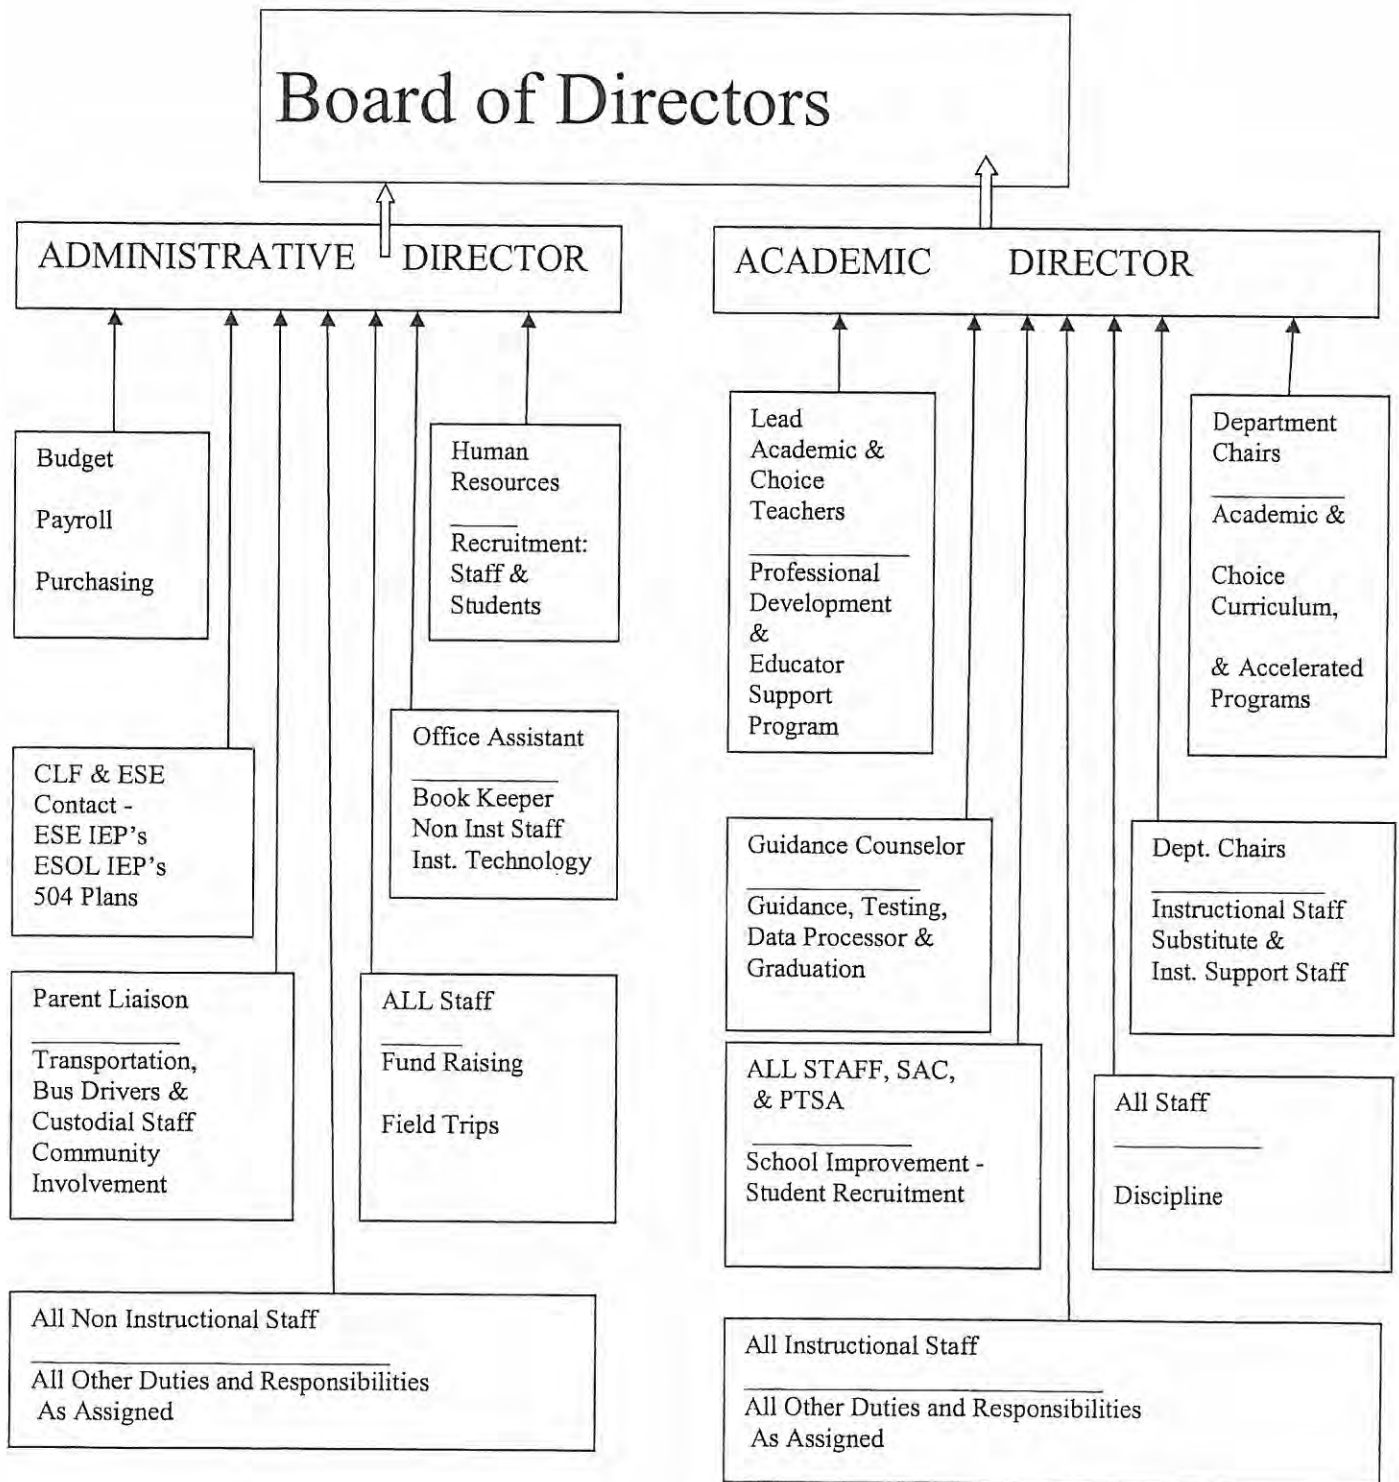 Board of Directors
ADMINISTRATIVE DIRECTOR
ACADEMIC DIRECTOR
Budget
Payroll
Purchasing
Human
Resources
Recruitment:
Staff &
Students
Lead
Academic &
Choice
Teachers
Professional
Development
&
Educator
Support
Program
Department
Chairs
Academic &
Choice
Curriculum,
& Accelerated
Programs
CLF & ESE
Contact -
ESE IEP's
ESOL IEP's
504 Plans
Office Assistant
Book Keeper
Non Inst Staff
Inst. Technology
Guidance Counselor
Guidance, Testing,
Data Processor &
Graduation
Dept. Chairs
Instructional Staff
Substitute &
Inst. Support Staff
Parent Liaison
Transportation,
Bus Drivers &
Custodial Staff
Community
Involvement
ALL Staff
Fund Raising
Field Trips
ALL STAFF, SAC,
& PTSA
School Improvement -
Student Recruitment
All Staff
Discipline
All Non Instructional Staff
All Other Duties and Responsibilities
As Assigned
All Instructional Staff
All Other Duties and Responsibilities
As Assigned